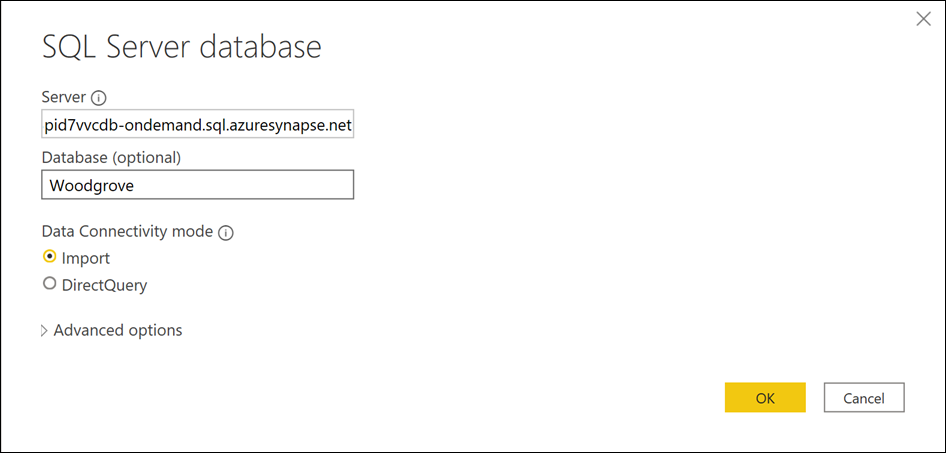 SQL Server database
Server
pid7vvcdb-ondemand.sql.azuresynapse.net
Database (optional)
Woodgrove
Data Connectivity mode
Import
DirectQuery
Advanced options
OK Cancel